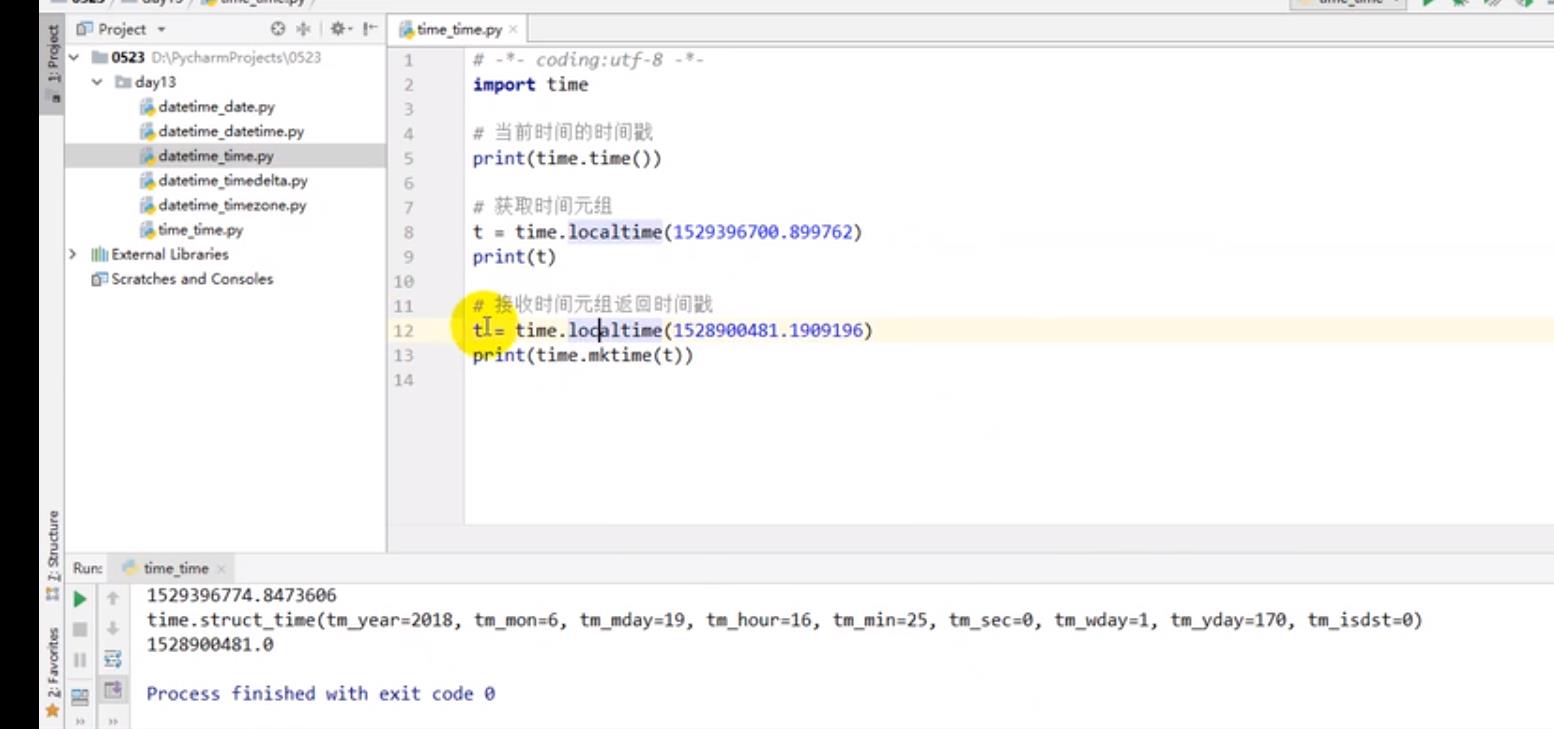 0523 day13 time_time.py
time_time
1: Project
Project
time_time.py
0523 D:\PycharmProjects\0523
day13
datetime_date.py
datetime_datetime.py
datetime_time.py
datetime_timedelta.py
datetime_timezone.py
time_time.py
External Libraries
Scratches and Consoles
1 # -*- coding:utf-8 -*-
2 import time
3
4 # 当前时间的时间戳
5 print(time.time())
6
7 # 获取时间元组
8 t = time.localtime(1529396700.899762)
9 print(t)
10
11 # 接收时间元组返回时间戳
12 t = time.localtime(1528900481.1909196)
13 print(time.mktime(t))
14
Z: Structure
2: Favorites
Run: time_time
1529396774.8473606
time.struct_time(tm_year=2018, tm_mon=6, tm_mday=19, tm_hour=16, tm_min=25, tm_sec=0, tm_wday=1, tm_yday=170, tm_isdst=0)
1528900481.0
Process finished with exit code 0